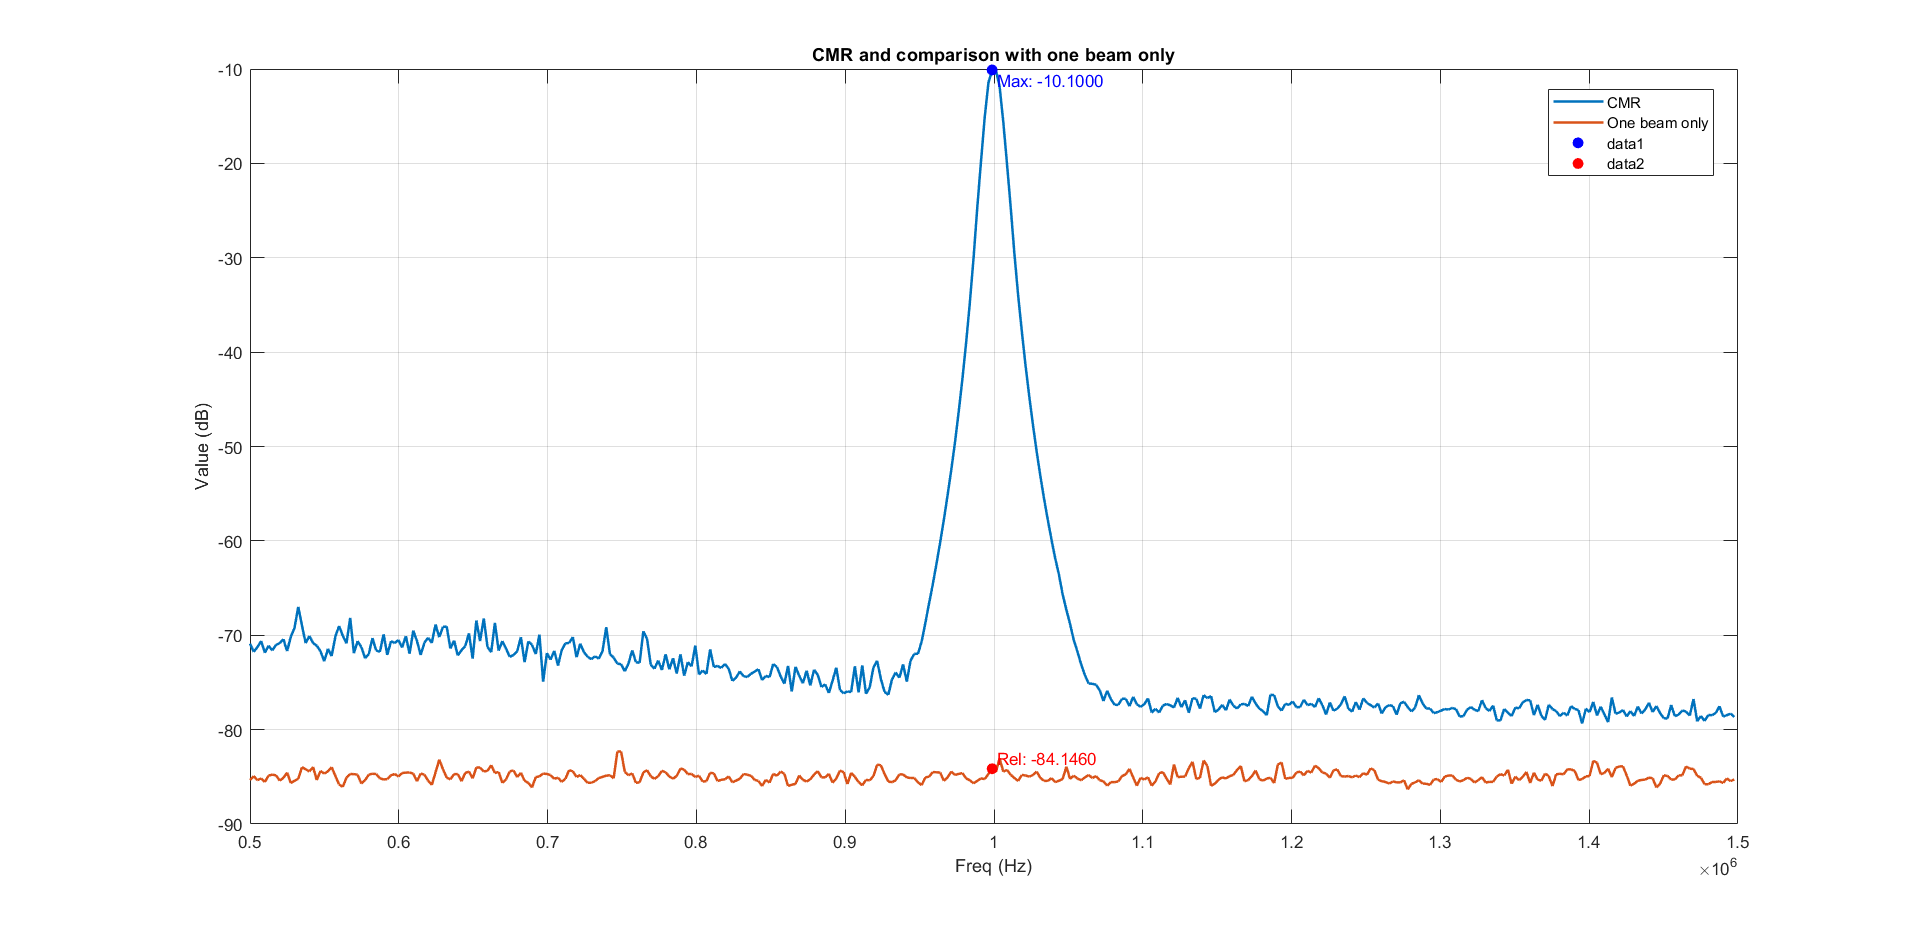 CMR and comparison with one beam only
-10
-20
-30
-40
-50
-60
-70
-80
-90
Value (dB)
Max: -10.1000
Rel: -84.1460
CMR
One beam only
data1
data2
0.5 0.6 0.7 0.8 0.9 1 1.1 1.2 1.3 1.4 1.5
Freq (Hz)
×10⁶